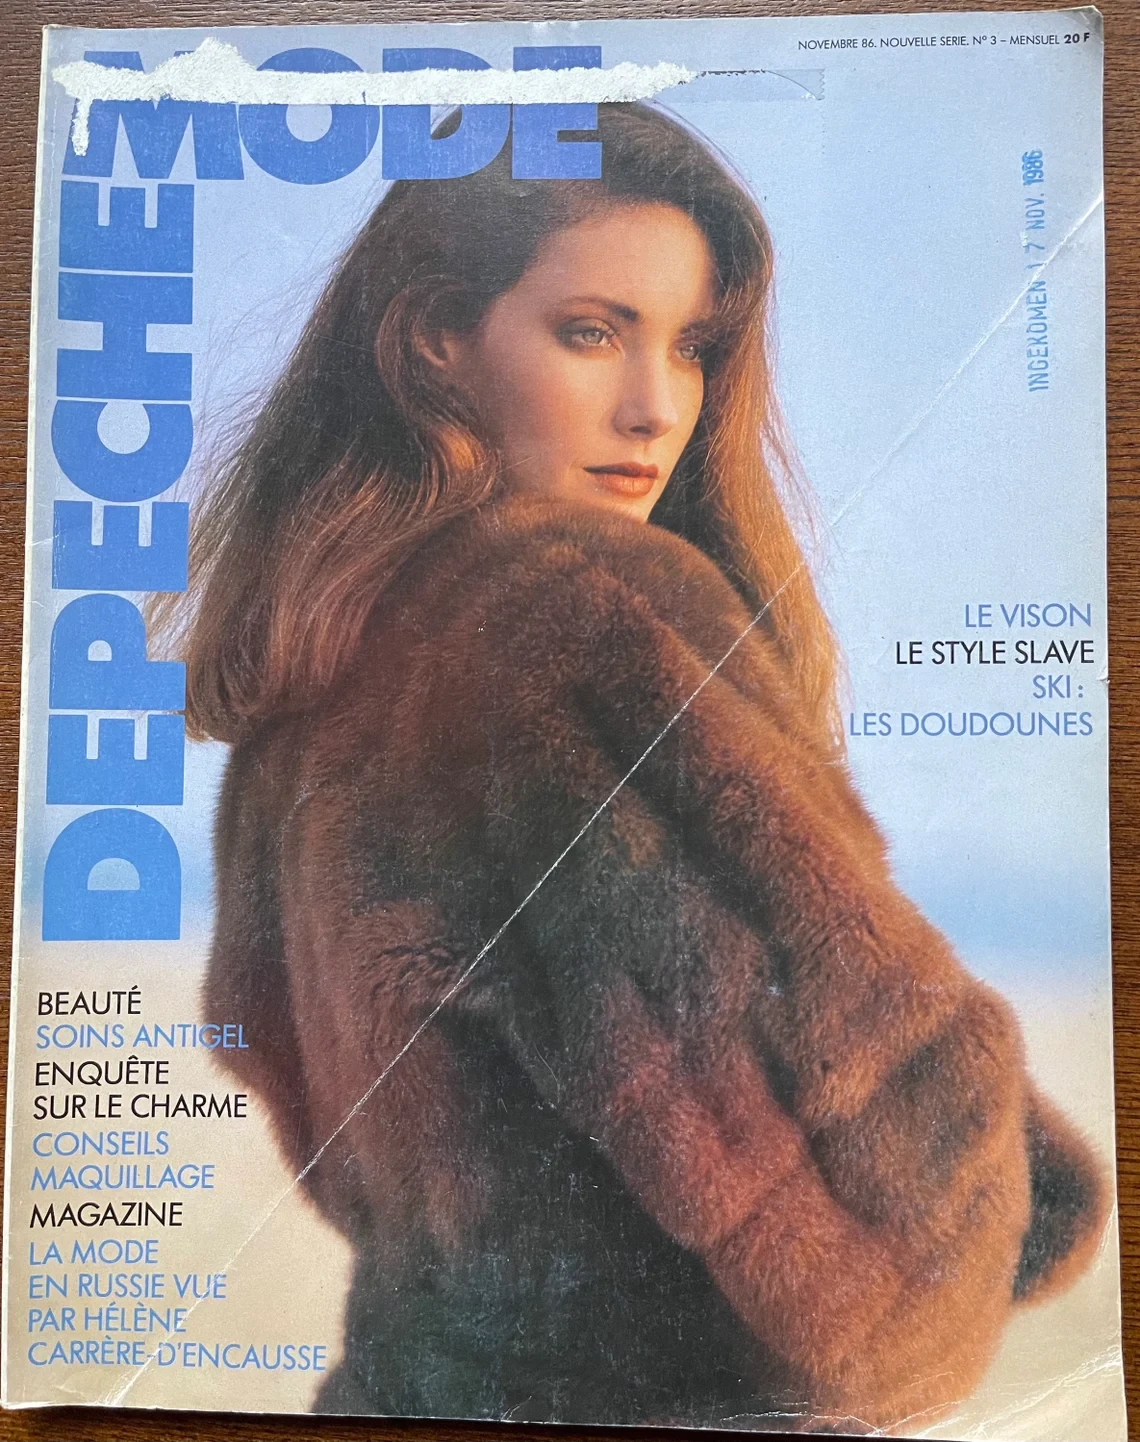 NOVEMBRE 86. NOUVELLE SERIE. Nº 3 – MENSUEL 20 F
DEPECHE
MODE
INGEKOMEN 17 NOV. 1986
LE VISON
LE STYLE SLAVE
SKI :
LES DOUDOUNES
BEAUTÉ
SOINS ANTIGEL
ENQUÊTE
SUR LE CHARME
CONSEILS
MAQUILLAGE
MAGAZINE
LA MODE
EN RUSSIE VUE
PAR HÉLÈNE
CARRÈRE-D'ENCAUSSE